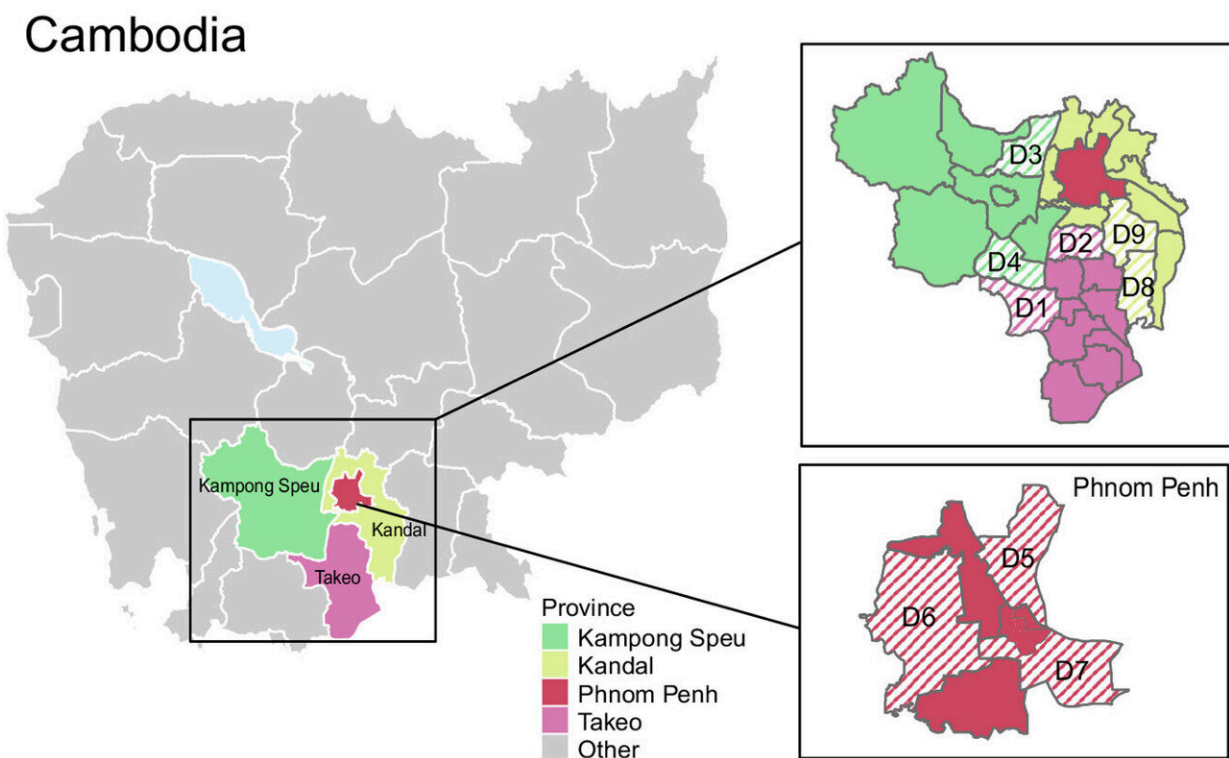 Cambodia
Kampong Speu
Kandal
Takeo
Province
Kampong Speu
Kandal
Phnom Penh
Takeo
Other
D3
D2
D9
D4
D8
D1
Phnom Penh
D5
D6
D7